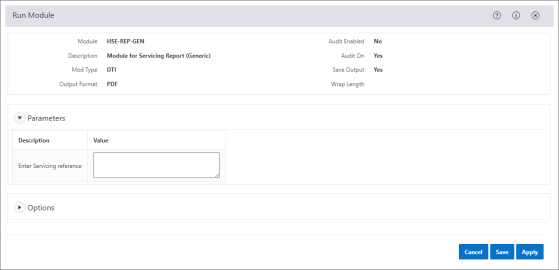 Run Module
Module HSE-REP-GEN Audit Enabled No
Description Module for Servicing Report (Generic) Audit On Yes
Mod Type DTI Save Output Yes
Output Format PDF Wrap Length
Parameters
Description Value
Enter Servicing reference
Options
Cancel Save Apply